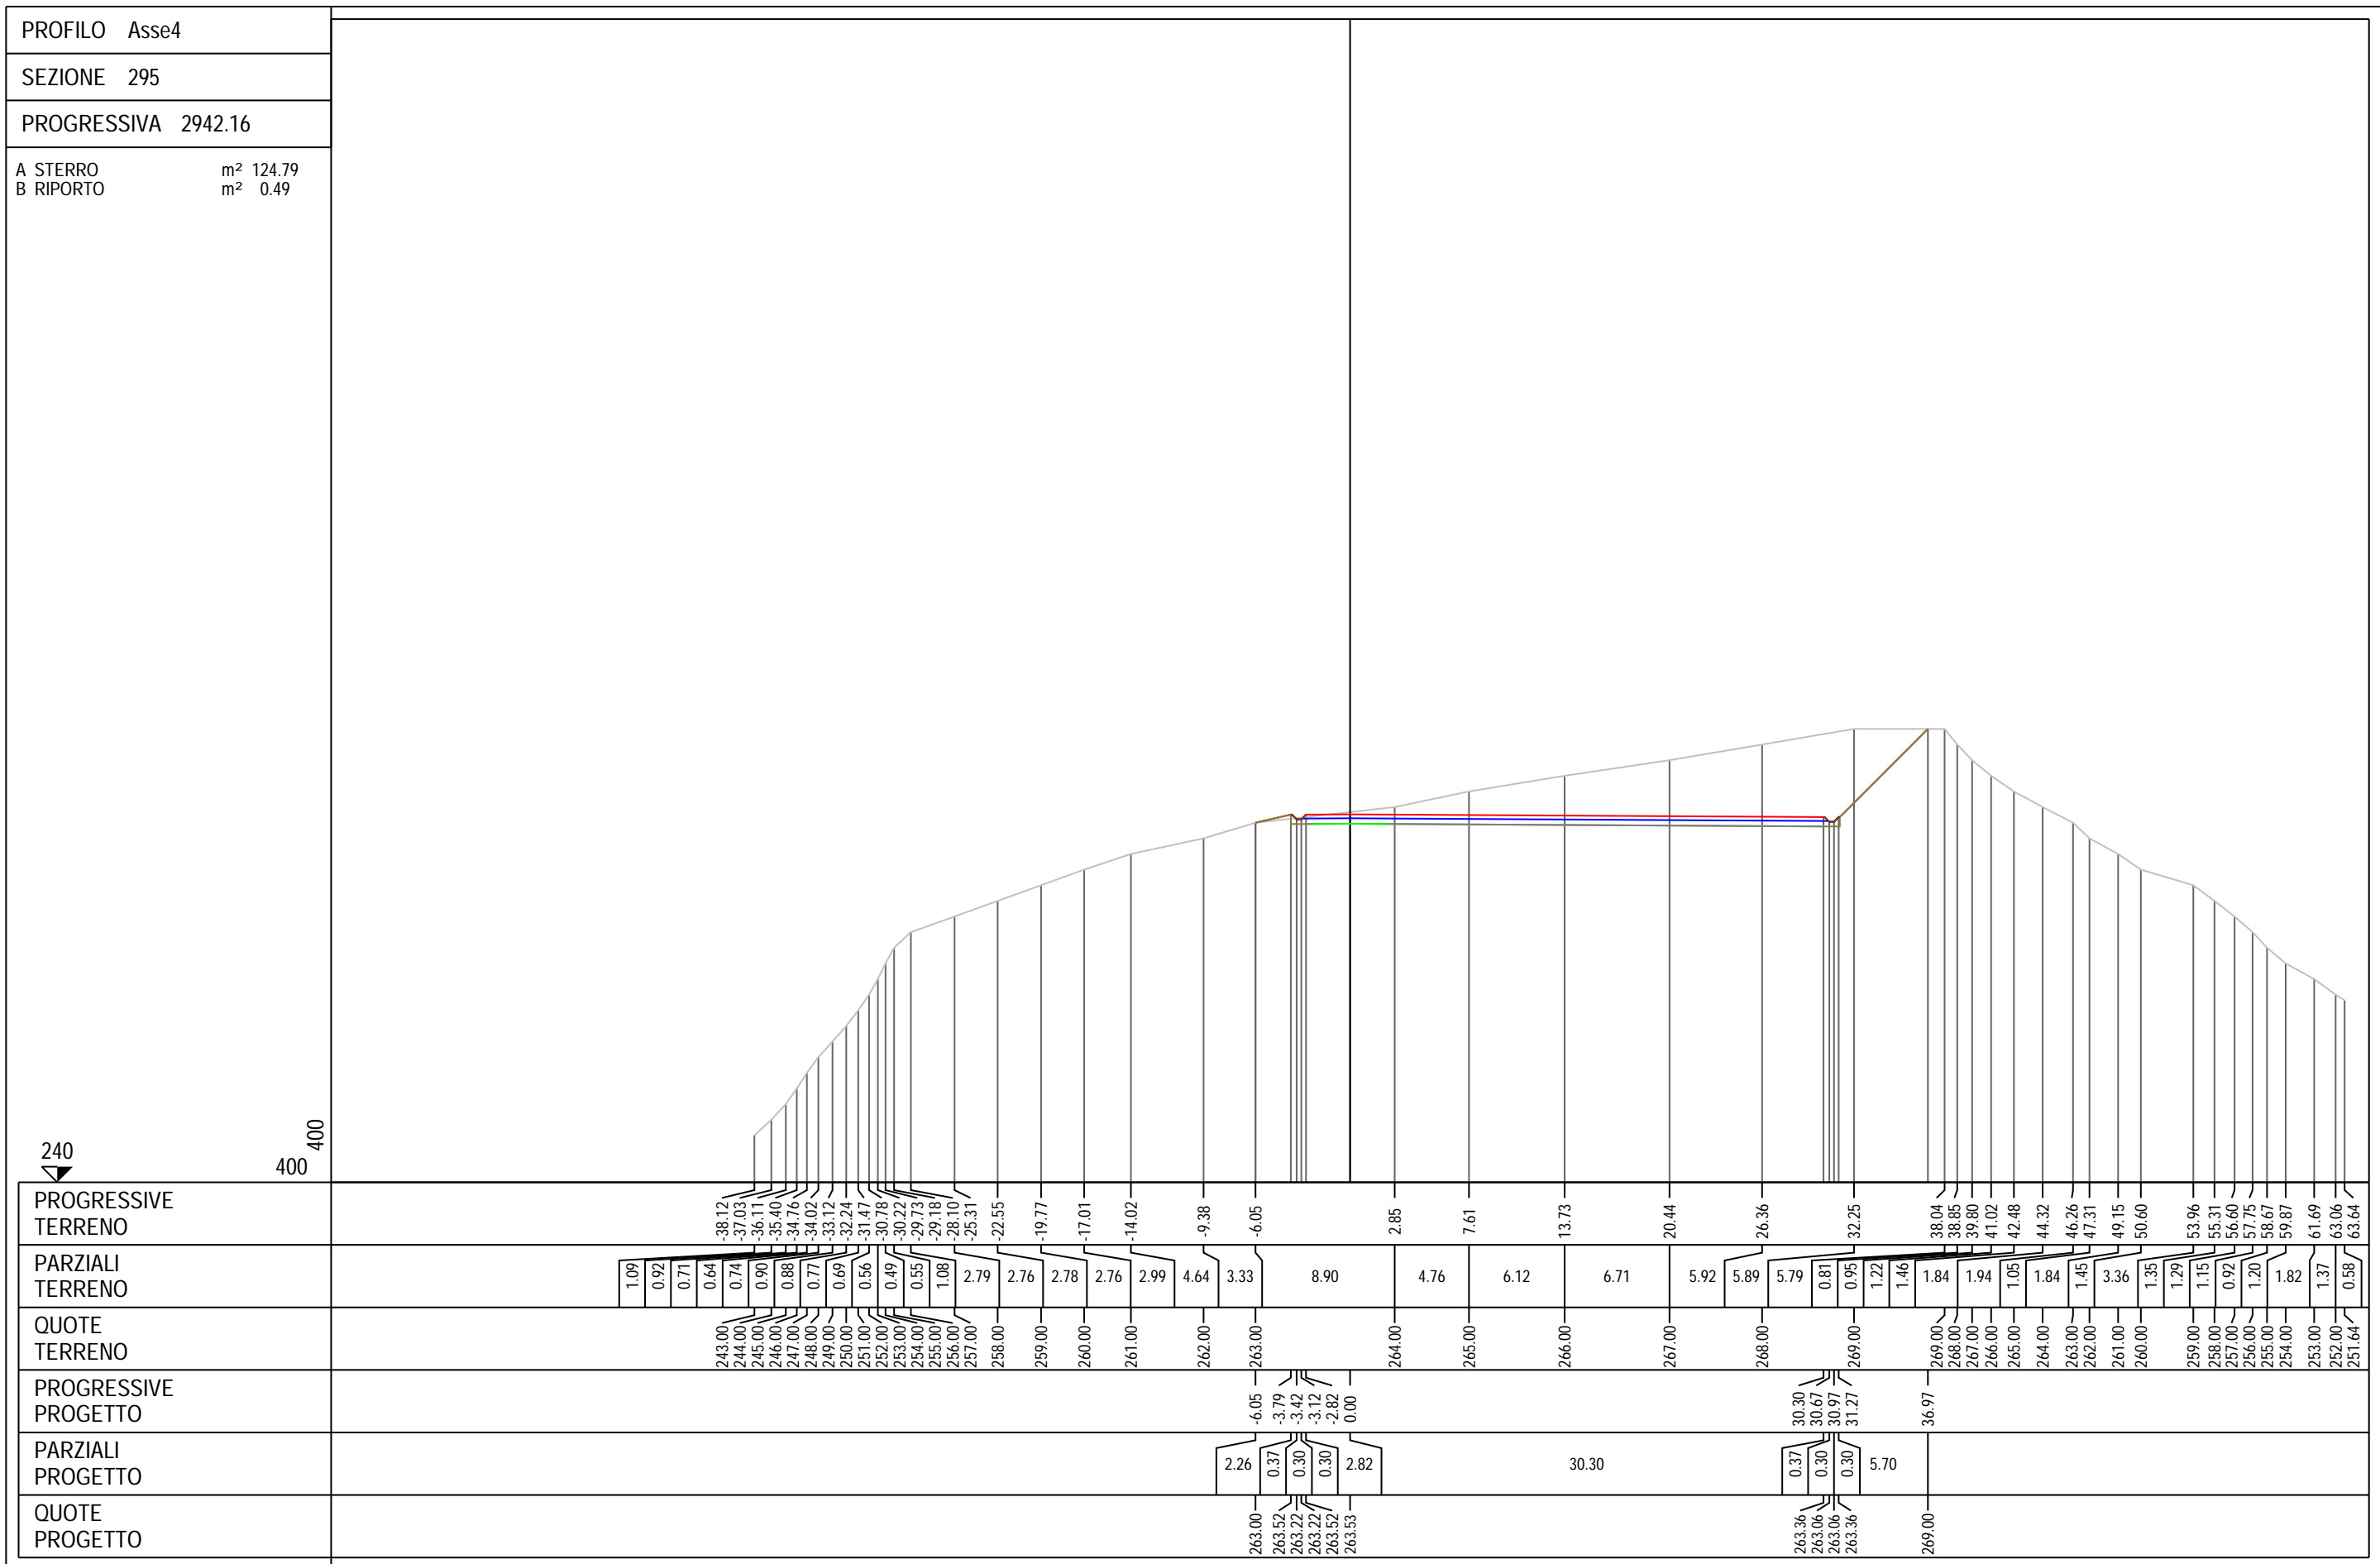 PROFILO Asse4
SEZIONE 295
PROGRESSIVA 2942.16
A STERRO m² 124.79
B RIPORTO m² 0.49
400
240
400
PROGRESSIVE
TERRENO
-38.12 -37.03 -36.11 -35.40 -34.76 -34.02 -33.12 -32.24 -31.47 -30.78 -30.22 -29.73 -29.18 -28.10 -25.31 -22.55 -19.77 -17.01 -14.02 -9.38 -6.05 2.85 7.61 13.73 20.44 26.36 32.25 38.04 38.85 39.80 41.02 42.48 44.32 46.26 47.31 49.15 50.60 53.96 55.31 56.60 57.75 58.67 59.87 61.69 63.06 63.64
PARZIALI
TERRENO
1.09 0.92 0.71 0.64 0.74 0.90 0.88 0.77 0.69 0.56 0.49 0.55 1.08 2.79 2.76 2.78 2.76 2.99 4.64 3.33 8.90 4.76 6.12 6.71 5.92 5.89 5.79 0.81 0.95 1.22 1.46 1.84 1.94 1.05 1.84 1.45 3.36 1.35 1.29 1.15 0.92 1.20 1.82 1.37 0.58
QUOTE
TERRENO
243.00 244.00 245.00 246.00 247.00 248.00 249.00 250.00 251.00 252.00 253.00 254.00 255.00 256.00 257.00 258.00 259.00 260.00 261.00 262.00 263.00 264.00 265.00 266.00 267.00 268.00 269.00 269.00 268.00 267.00 266.00 265.00 264.00 263.00 262.00 261.00 260.00 259.00 258.00 257.00 256.00 255.00 254.00 253.00 252.00 251.64
PROGRESSIVE
PROGETTO
-6.05 -3.79 -3.42 -3.12 -2.82 0.00 30.30 30.67 30.97 31.27 36.97
PARZIALI
PROGETTO
2.26 0.37 0.30 0.30 2.82 30.30 0.37 0.30 0.30 5.70
QUOTE
PROGETTO
263.00 263.52 263.22 263.22 263.52 263.53 263.36 263.06 263.06 263.36 269.00